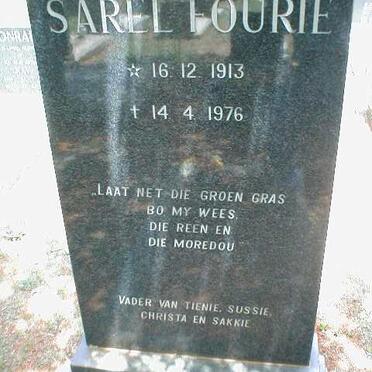 SAREL FOURIE
☆ 16. 12. 1913
† 14. 4. 1976
„LAAT NET DIE GROEN GRAS
BO MY WEES,
DIE REEN EN
DIE MOREDOU
VADER VAN TIENIE, SUSSIE,
CHRISTA EN SAKKIE